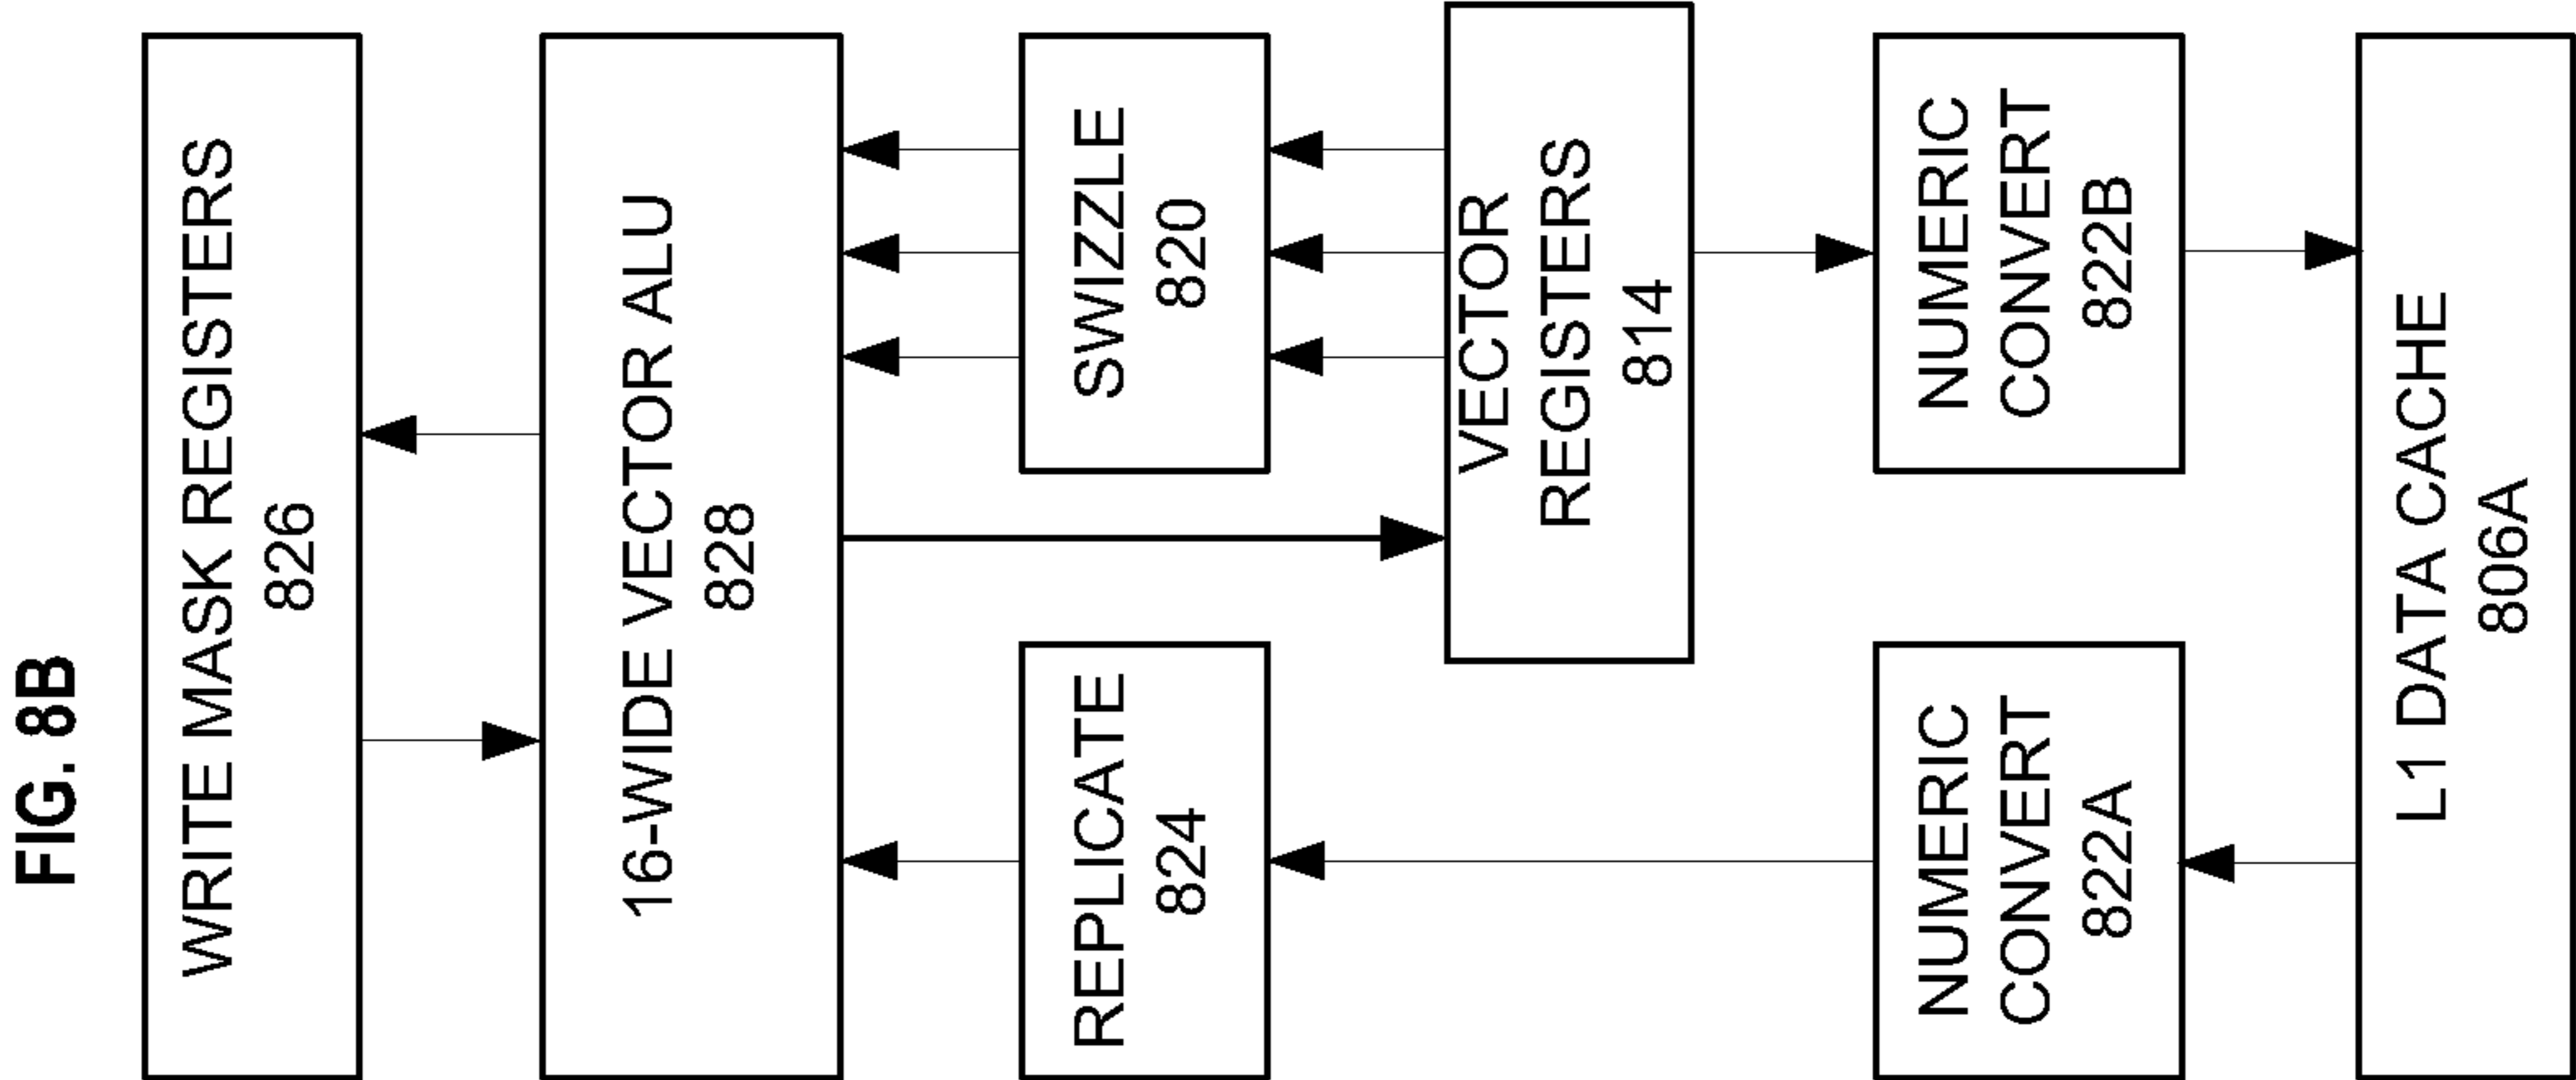 FIG. 8B
WRITE MASK REGISTERS
826
16-WIDE VECTOR ALU
828
REPLICATE
824
SWIZZLE
820
VECTOR
REGISTERS
814
NUMERIC
CONVERT
822A
NUMERIC
CONVERT
822B
L1 DATA CACHE
806A